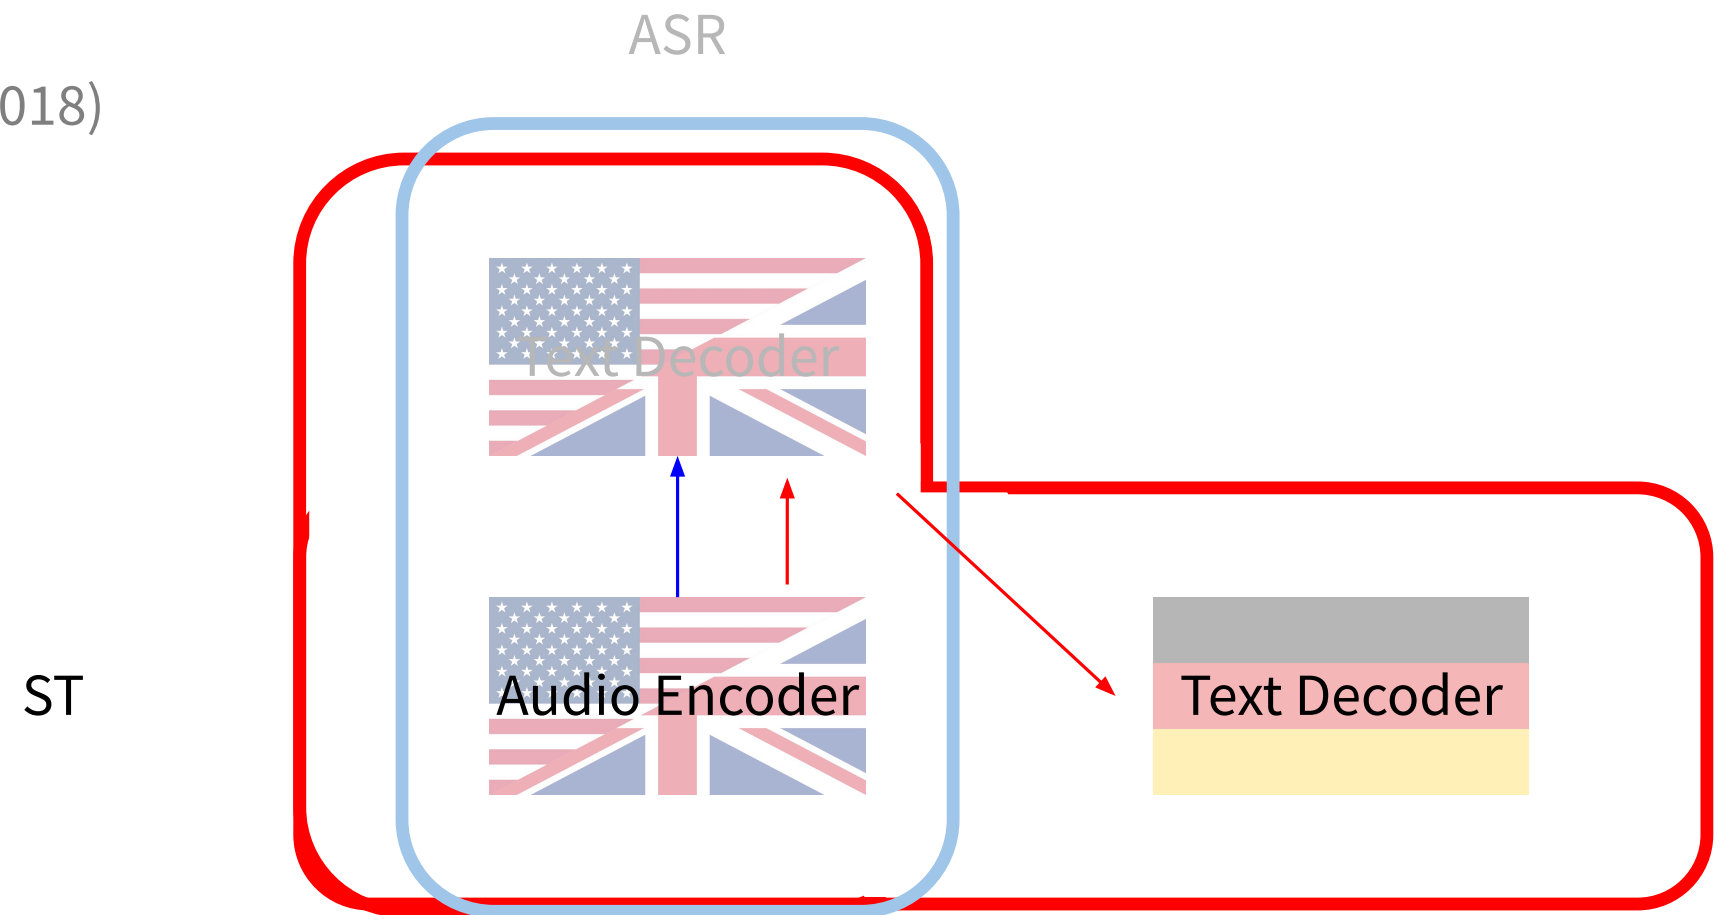 ASR
018)
Text Decoder
ST
Audio Encoder
Text Decoder